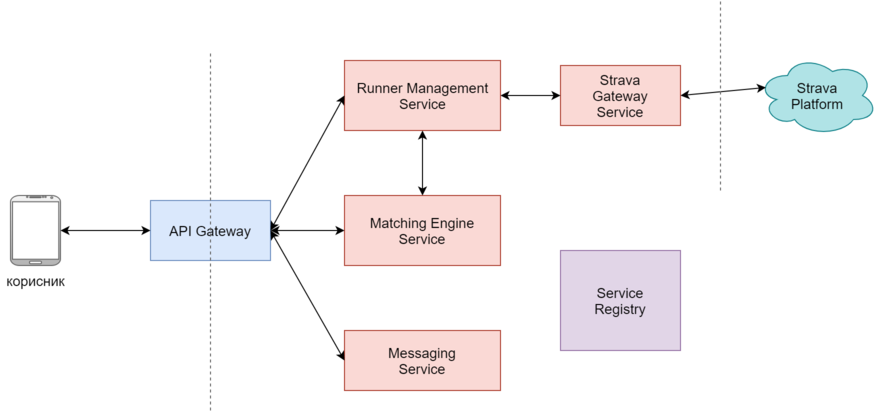 Runner Management
Service
Strava
Gateway
Service
Strava
Platform
API Gateway
Matching Engine
Service
корисник
Service
Registry
Messaging
Service